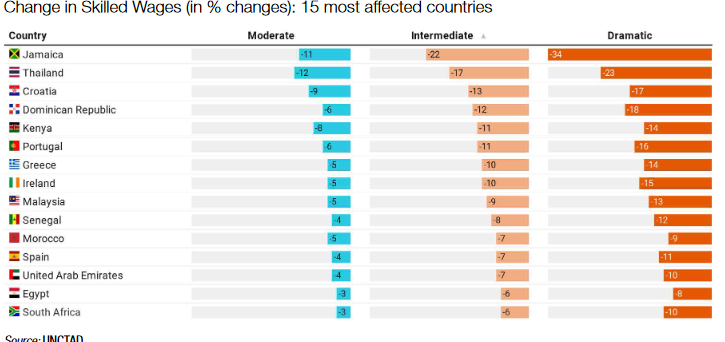 Change in Skilled Wages (in % changes): 15 most affected countries
Country Moderate Intermediate Dramatic
Jamaica -11 -22 -34
Thailand -12 -17 -23
Croatia -9 -13 -17
Dominican Republic -6 -12 -18
Kenya -8 -11 -14
Portugal -6 -11 -16
Greece -5 -10 -14
Ireland -5 -10 -15
Malaysia -5 -9 -13
Senegal -4 -8 -12
Morocco -5 -7 -9
Spain -4 -7 -11
United Arab Emirates -4 -7 -10
Egypt -3 -6 -8
South Africa -3 -6 -10
Source: UNCTAD